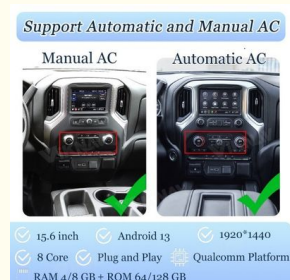 Support Automatic and Manual AC
Manual AC
Automatic AC
15.6 inch
Android 13
1920*1440
8 Core
Plug and Play
Qualcomm Platform
RAM 4/8 GB + ROM 64/128 GB